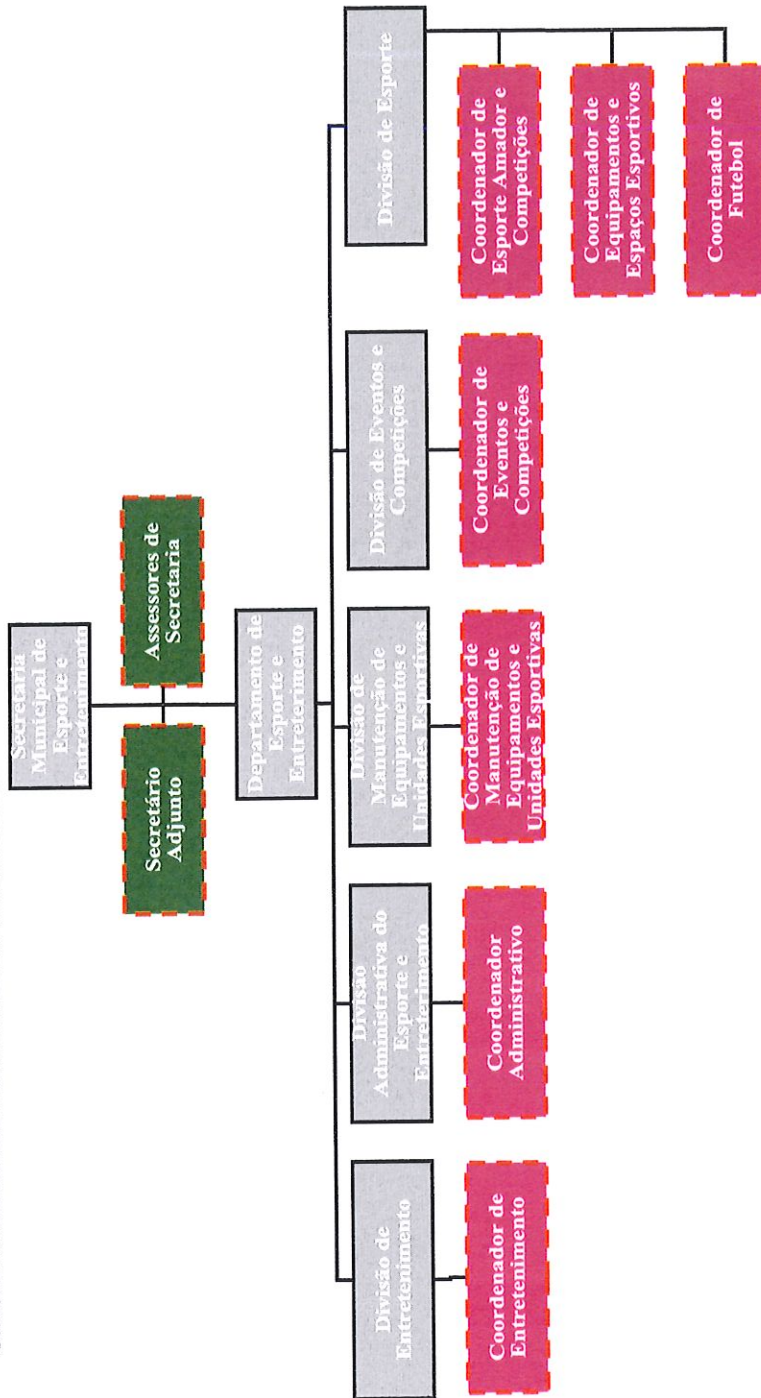 Secretaria
Municipal de
Esporte e
Entretenimento
Secretário
Adjunto
Assessores de
Secretaria
Departamento de
Esporte e
Entreterimento
Divisão de
Entretenimento
Divisão
Administrativa do
Esporte e
Entreterimento
Divisão de
Manutenção de
Equipamentos e
Unidades Esportivas
Divisão de Eventos e
Competições
Divisão de Esporte
Coordenador de
Entretenimento
Coordenador
Administrativo
Coordenador de
Manutenção de
Equipamentos e
Unidades Esportivas
Coordenador de
Eventos e
Competições
Coordenador de
Esporte Amador e
Competições
Coordenador de
Equipamentos e
Espaços Esportivos
Coordenador de
Futebol